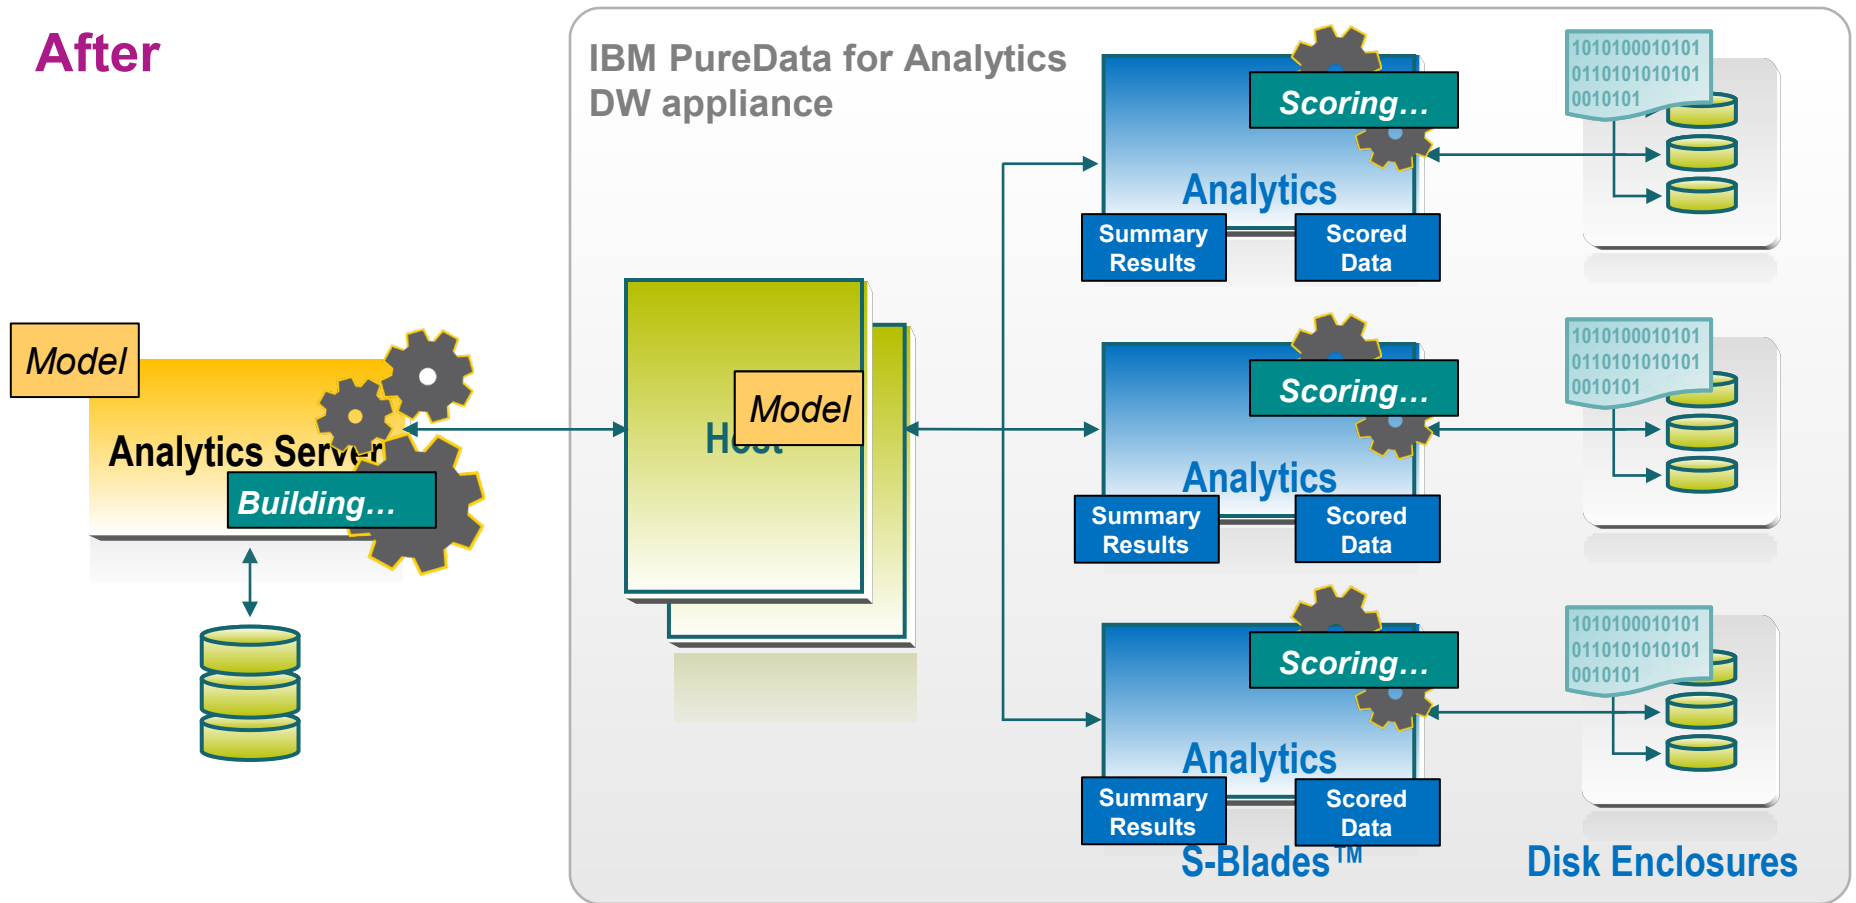 After
IBM PureData for Analytics
DW appliance
Model
Analytics Server
Building…
Host
Model
Scoring…
Analytics
Summary
Results
Scored
Data
1010100010101
0110101010101
0010101
Scoring…
Analytics
Summary
Results
Scored
Data
1010100010101
0110101010101
0010101
Scoring…
Analytics
Summary
Results
Scored
Data
1010100010101
0110101010101
0010101
S-Blades™
Disk Enclosures